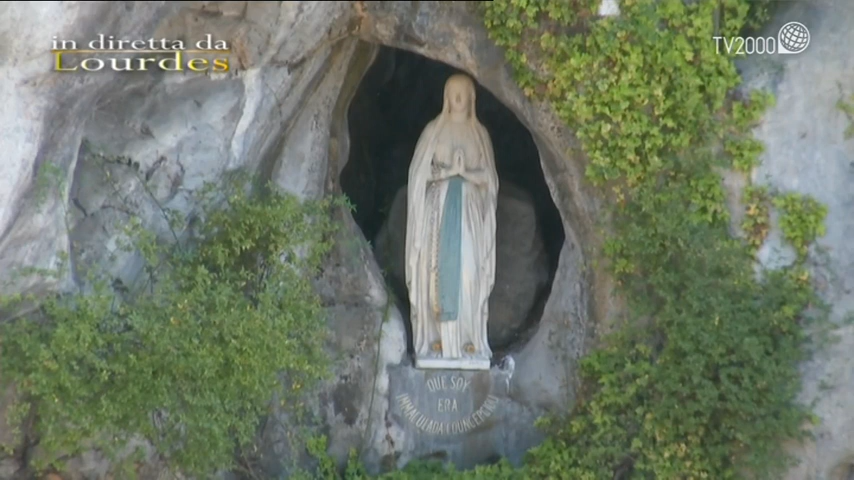 in diretta da
Lourdes
TV2000
QUE SOY
ERA
IMMACULADA COUNCEPCIOU